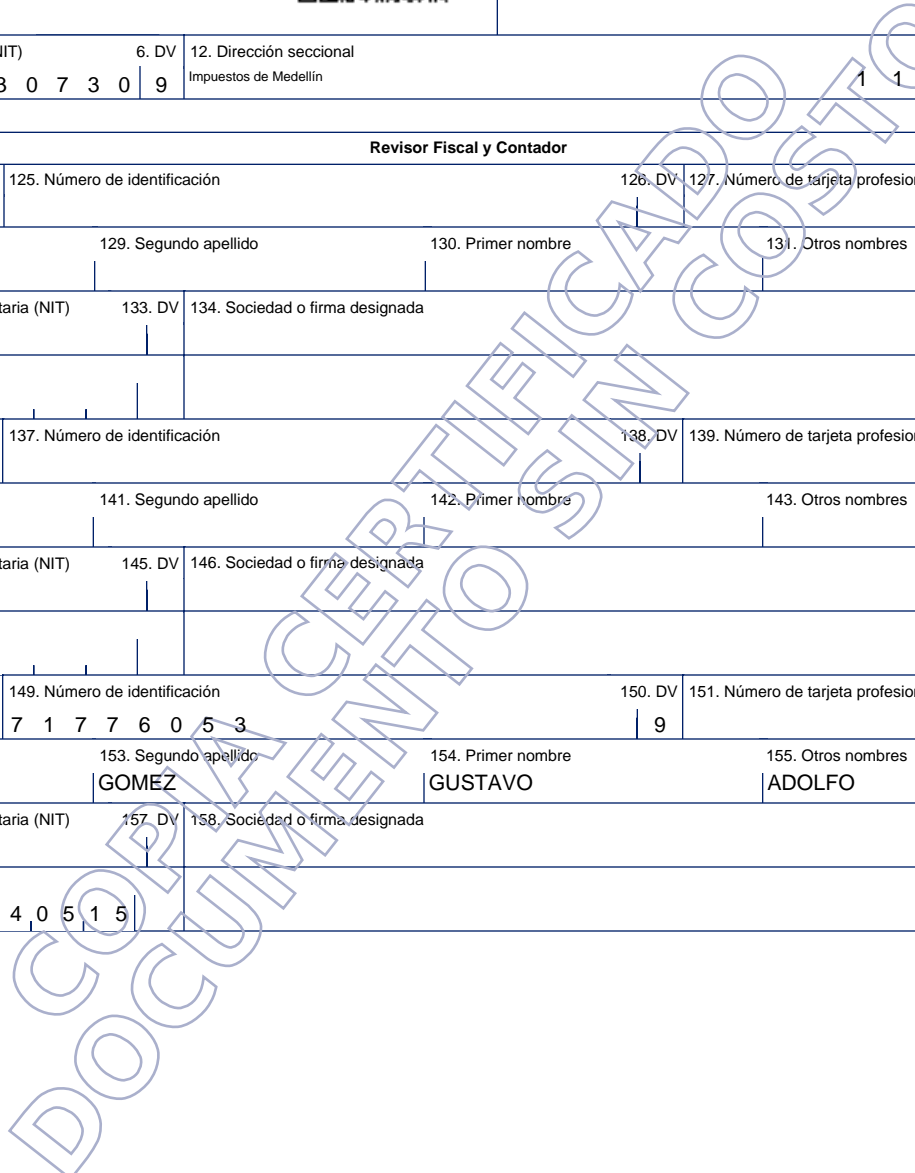 IT) 6. DV 12. Dirección seccional
3 0 7 3 0 9 Impuestos de Medellín 1 1
Revisor Fiscal y Contador
125. Número de identificación 126. DV 127. Número de tarjeta profesion
129. Segundo apellido 130. Primer nombre 131. Otros nombres
taria (NIT) 133. DV 134. Sociedad o firma designada
137. Número de identificación 138. DV 139. Número de tarjeta profesion
141. Segundo apellido 142. Primer nombre 143. Otros nombres
taria (NIT) 145. DV 146. Sociedad o firma designada
149. Número de identificación 150. DV 151. Número de tarjeta profesion
7 1 7 7 6 0 5 3 9
153. Segundo apellido 154. Primer nombre 155. Otros nombres
GOMEZ GUSTAVO ADOLFO
taria (NIT) 157. DV 158. Sociedad o firma designada
4 0 5 1 5
COPIA CERTIFICADO
DOCUMENTO SIN COSTO